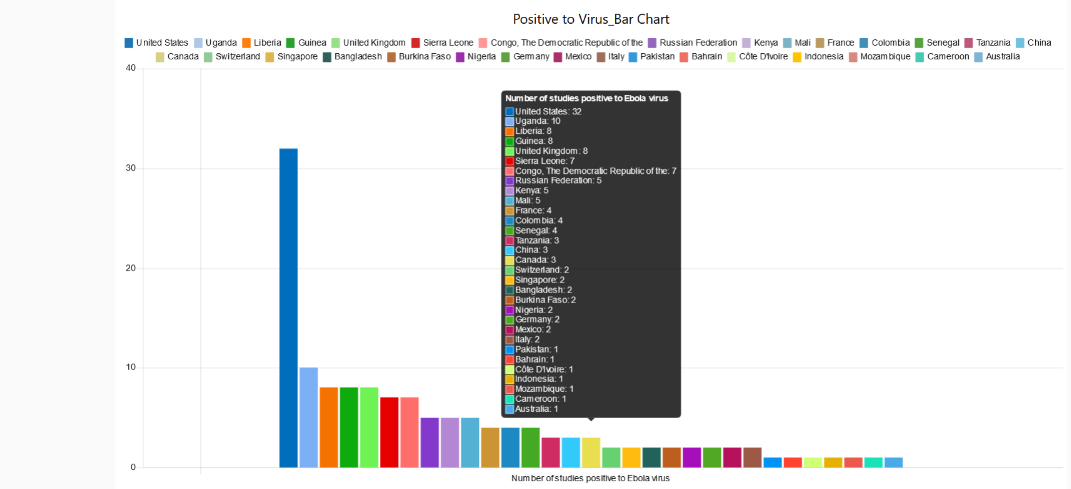 Positive to Virus_Bar Chart
United States Uganda Liberia Guinea United Kingdom Sierra Leone Congo, The Democratic Republic of the Russian Federation Kenya Mali France Colombia Senegal Tanzania China
Canada Switzerland Singapore Bangladesh Burkina Faso Nigeria Germany Mexico Italy Pakistan Bahrain Côte D'Ivoire Indonesia Mozambique Cameroon Australia
40
Number of studies positive to Ebola virus
United States: 32
Uganda: 10
Liberia: 8
Guinea: 8
United Kingdom: 8
Sierra Leone: 7
Congo, The Democratic Republic of the: 7
Russian Federation: 5
Kenya: 5
Mali: 5
France: 4
Colombia: 4
Senegal: 4
Tanzania: 3
China: 3
Canada: 3
Switzerland: 2
Singapore: 2
Bangladesh: 2
Burkina Faso: 2
Nigeria: 2
Germany: 2
Mexico: 2
Italy: 2
Pakistan: 1
Bahrain: 1
Côte D'Ivoire: 1
Indonesia: 1
Mozambique: 1
Cameroon: 1
Australia: 1
30
20
10
0
Number of studies positive to Ebola virus